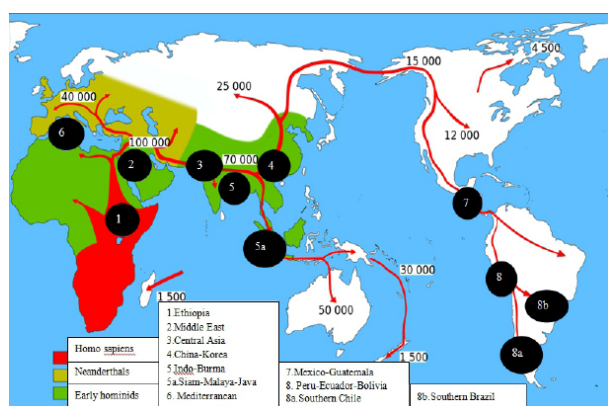 4 500
15 000
25 000
40 000
12 000
100 000
70 000
6
2
3
4
5
7
1
5a
30 000
8
8b
1 500
50 000
1 500
8a
1 Ethiopia
2 Middle East
3 Central Asia
4 China-Korea
5 Indo-Burma
5a Siam-Malaya-Java
6. Mediterranean
Homo sapiens
Neanderthals
Early hominids
7. Mexico-Guatemala
8. Peru-Ecuador-Bolivia
8a. Southern Chile
8b. Southern Brazil